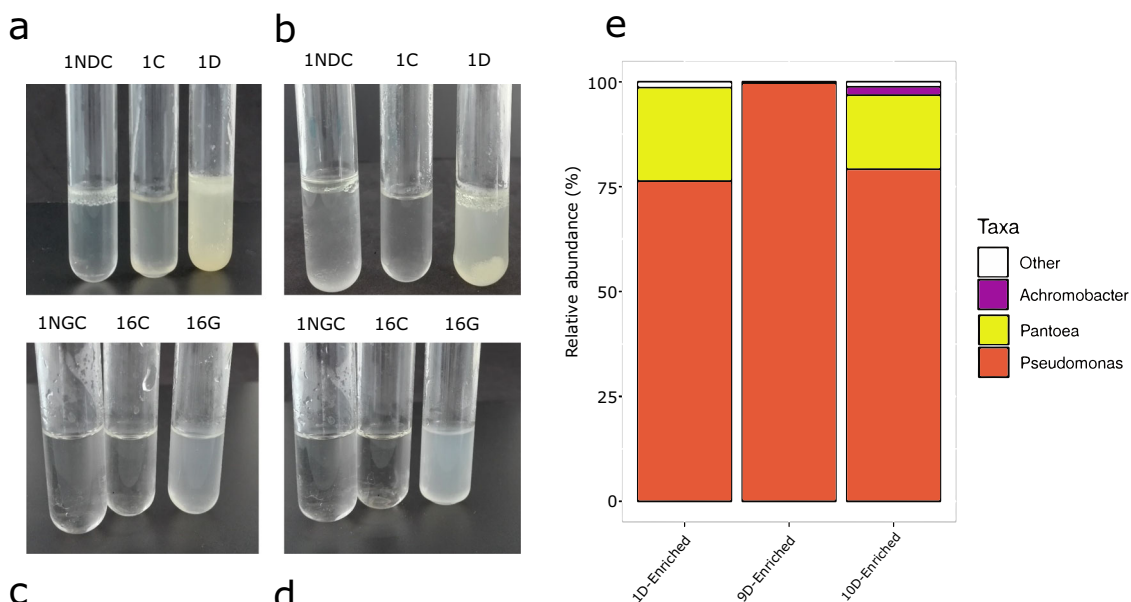 a
1NDC 1C 1D
b
1NDC 1C 1D
1NGC 16C 16G
1NGC 16C 16G
c
d
e
Relative abundance (%)
100
75
50
25
0
1D-Enriched
9D-Enriched
10D-Enriched
Taxa
Other
Achromobacter
Pantoea
Pseudomonas